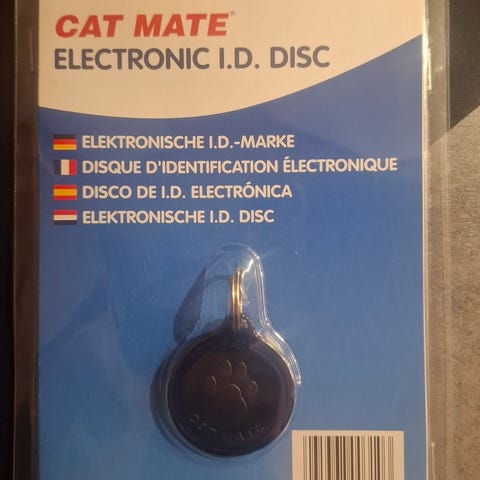 CAT MATE®
ELECTRONIC I.D. DISC
ELEKTRONISCHE I.D.-MARKE
DISQUE D'IDENTIFICATION ÉLECTRONIQUE
DISCO DE I.D. ELECTRÓNICA
ELEKTRONISCHE I.D. DISC
CAT MATE